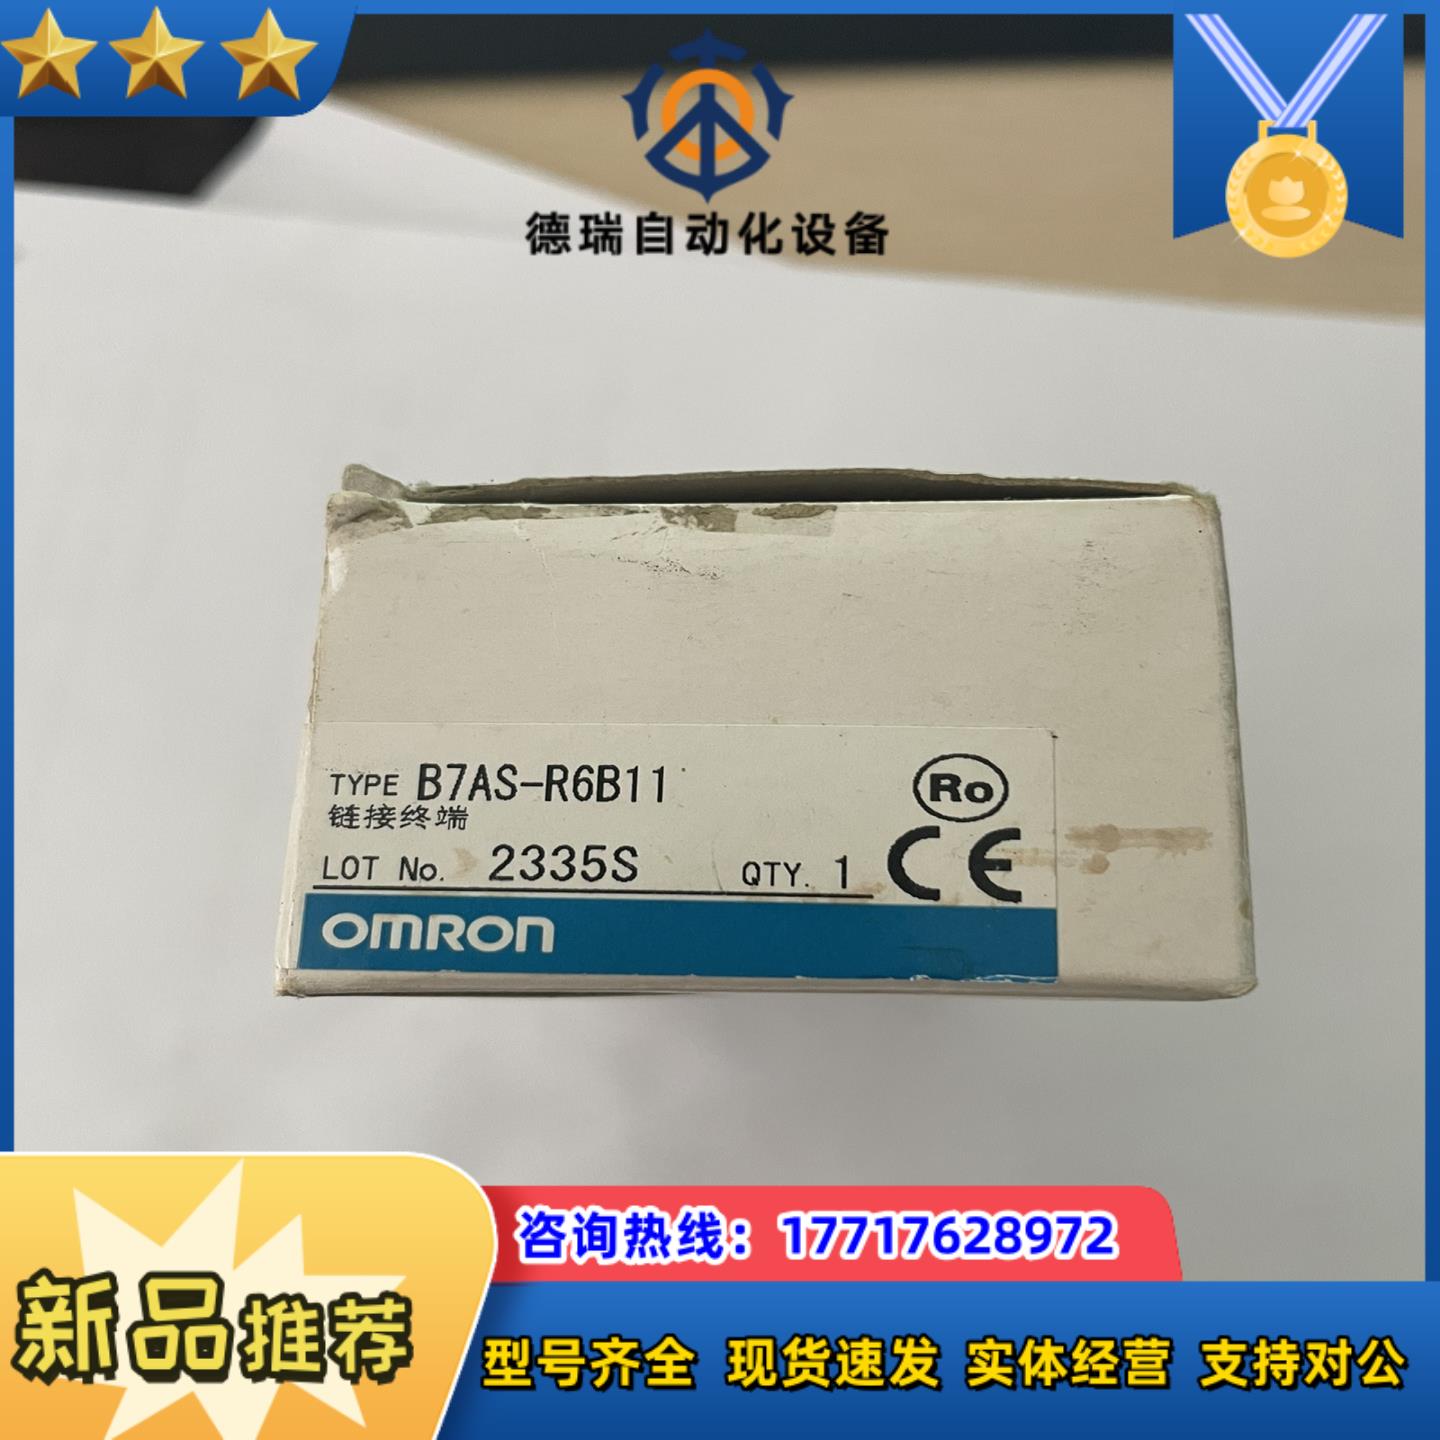 德瑞自动化设备
TYPE B7AS-R6B11
链接终端
Ro
LOT No. 2335S QTY. 1 CE
OMRON
咨询热线：17717628972
新品推荐
型号齐全 现货速发 实体经营 支持对公